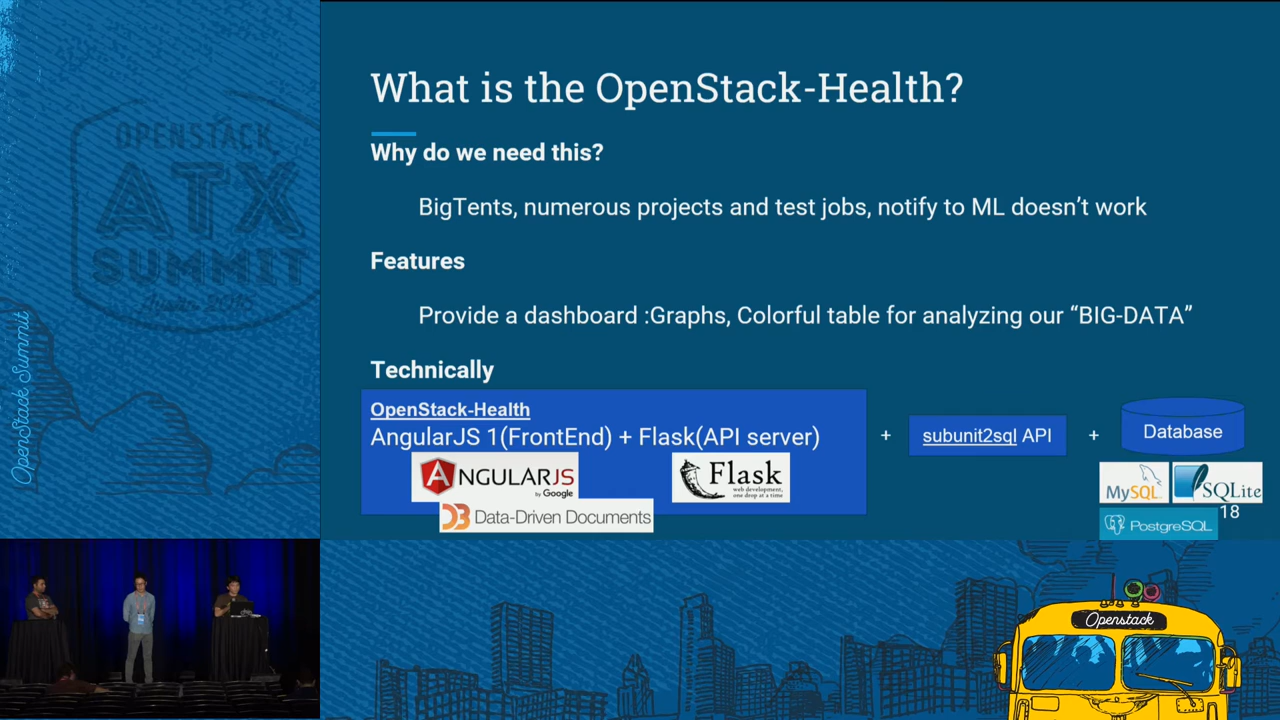 OPENSTACK
ATX
SUMMIT
OpenStack Summit
What is the OpenStack-Health?
Why do we need this?
BigTents, numerous projects and test jobs, notify to ML doesn't work
Features
Provide a dashboard :Graphs, Colorful table for analyzing our “BIG-DATA”
Technically
OpenStack-Health
AngularJS 1(FrontEnd) + Flask(API server)
+
subunit2sql API
+
Database
ANGULARJS
by Google
Flask
web development,
one drop at a time
Data-Driven Documents
MySQL
SQLite
PostgreSQL
18
Openstack